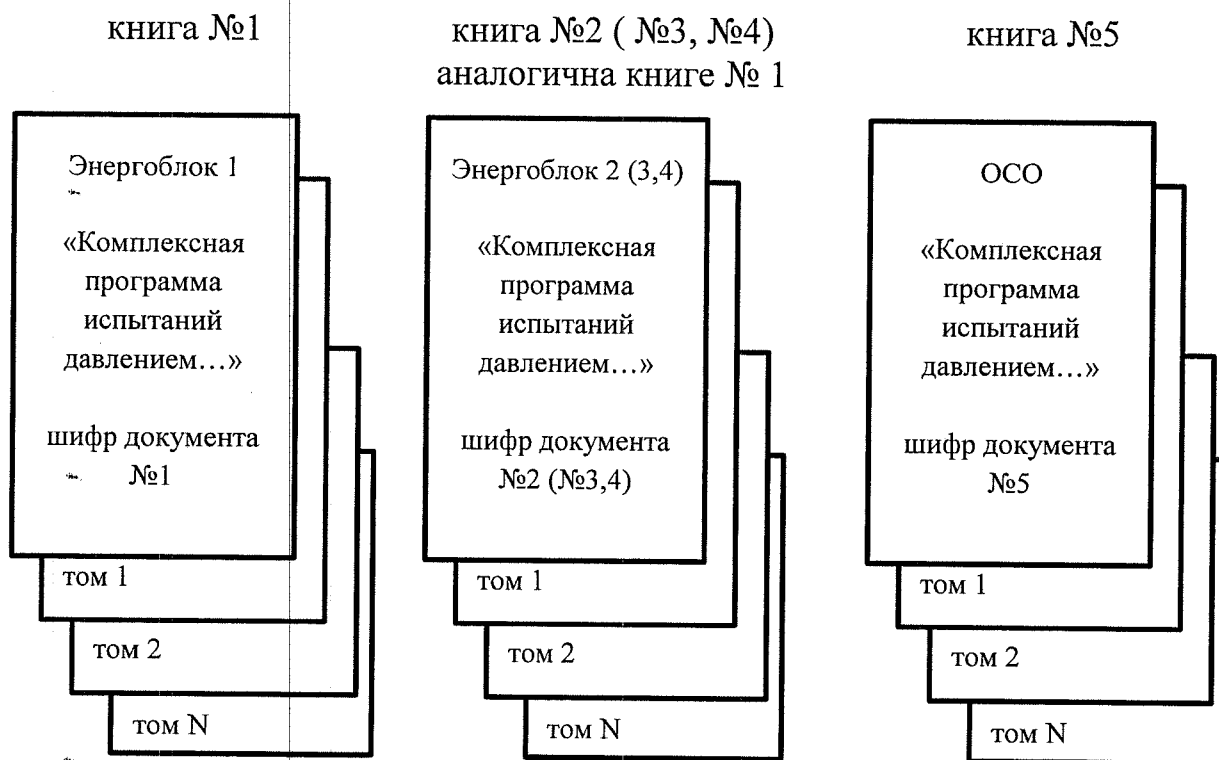 книга №1
Энергоблок 1
«Комплексная
программа
испытаний
давлением…»
шифр документа
№1
том 1
том 2
том N
книга №2 ( №3, №4)
аналогична книге № 1
Энергоблок 2 (3,4)
«Комплексная
программа
испытаний
давлением…»
шифр документа
№2 (№3,4)
том 1
том 2
том N
книга №5
ОСО
«Комплексная
программа
испытаний
давлением…»
шифр документа
№5
том 1
том 2
том N